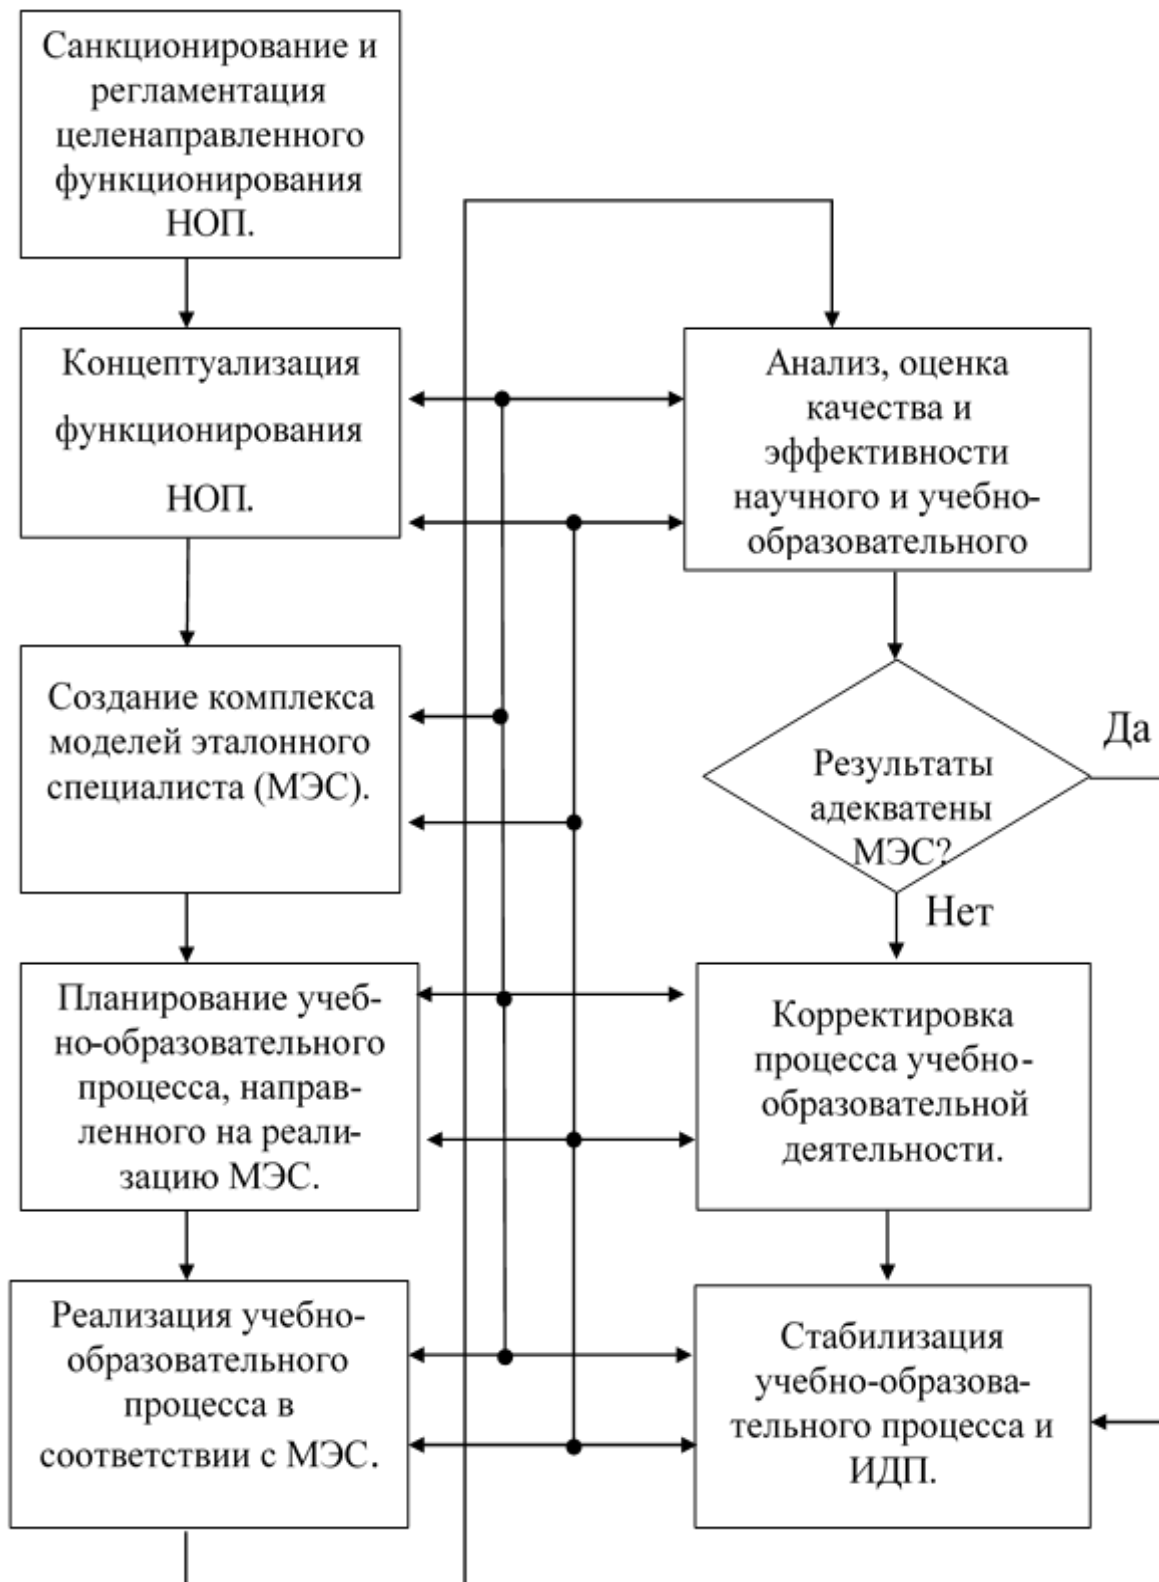 Санкционирование и
регламентация
целенаправленного
функционирования
НОП.
Концептуализация
функционирования
НОП.
Создание комплекса
моделей эталонного
специалиста (МЭС).
Планирование учеб-
но-образовательного
процесса, направ-
ленного на реали-
зацию МЭС.
Реализация учебно-
образовательного
процесса в
соответствии с МЭС.
Анализ, оценка
качества и
эффективности
научного и учебно-
образовательного
Результаты
адекватены
МЭС?
Да
Нет
Корректировка
процесса учебно-
образовательной
деятельности.
Стабилизация
учебно-образова-
тельного процесса и
ИДП.